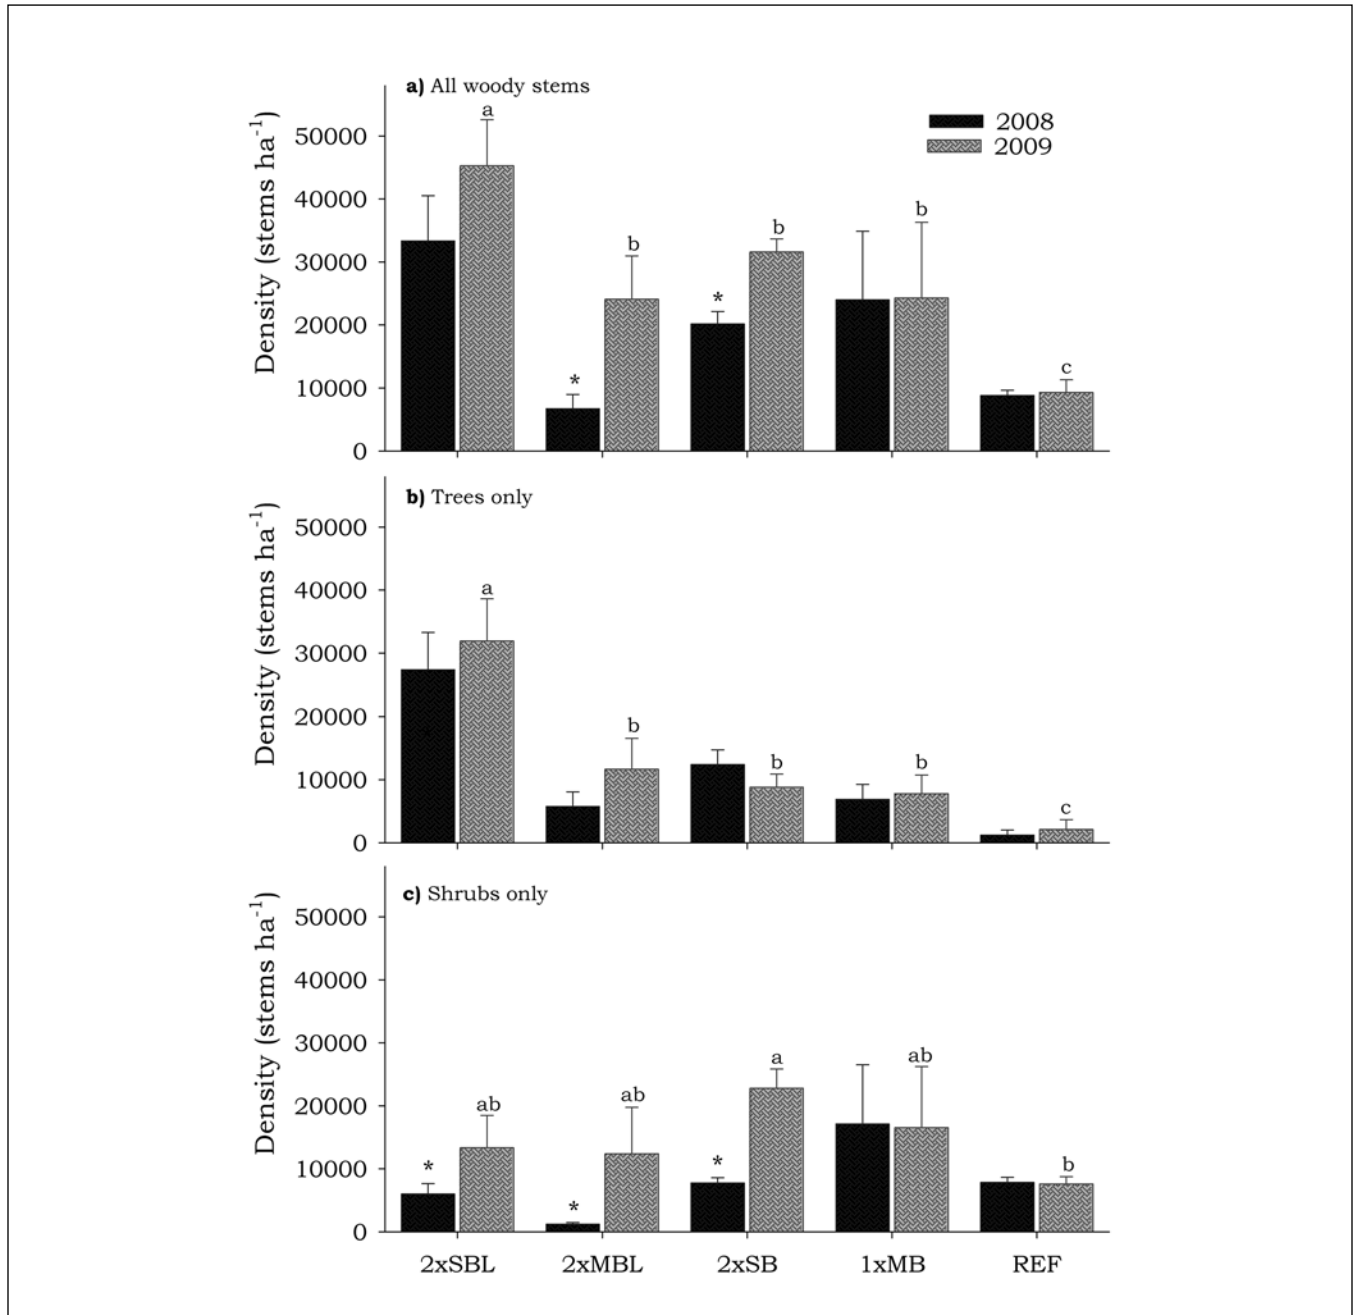 a) All woody stems
2008
2009
Density (stems ha-1)
50000
40000
30000
20000
10000
0
a
b
b
b
c
*
*
b) Trees only
Density (stems ha-1)
50000
40000
30000
20000
10000
0
a
b
b
b
c
c) Shrubs only
Density (stems ha-1)
50000
40000
30000
20000
10000
0
ab
ab
a
ab
b
*
*
*
2xSBL 2xMBL 2xSB 1xMB REF